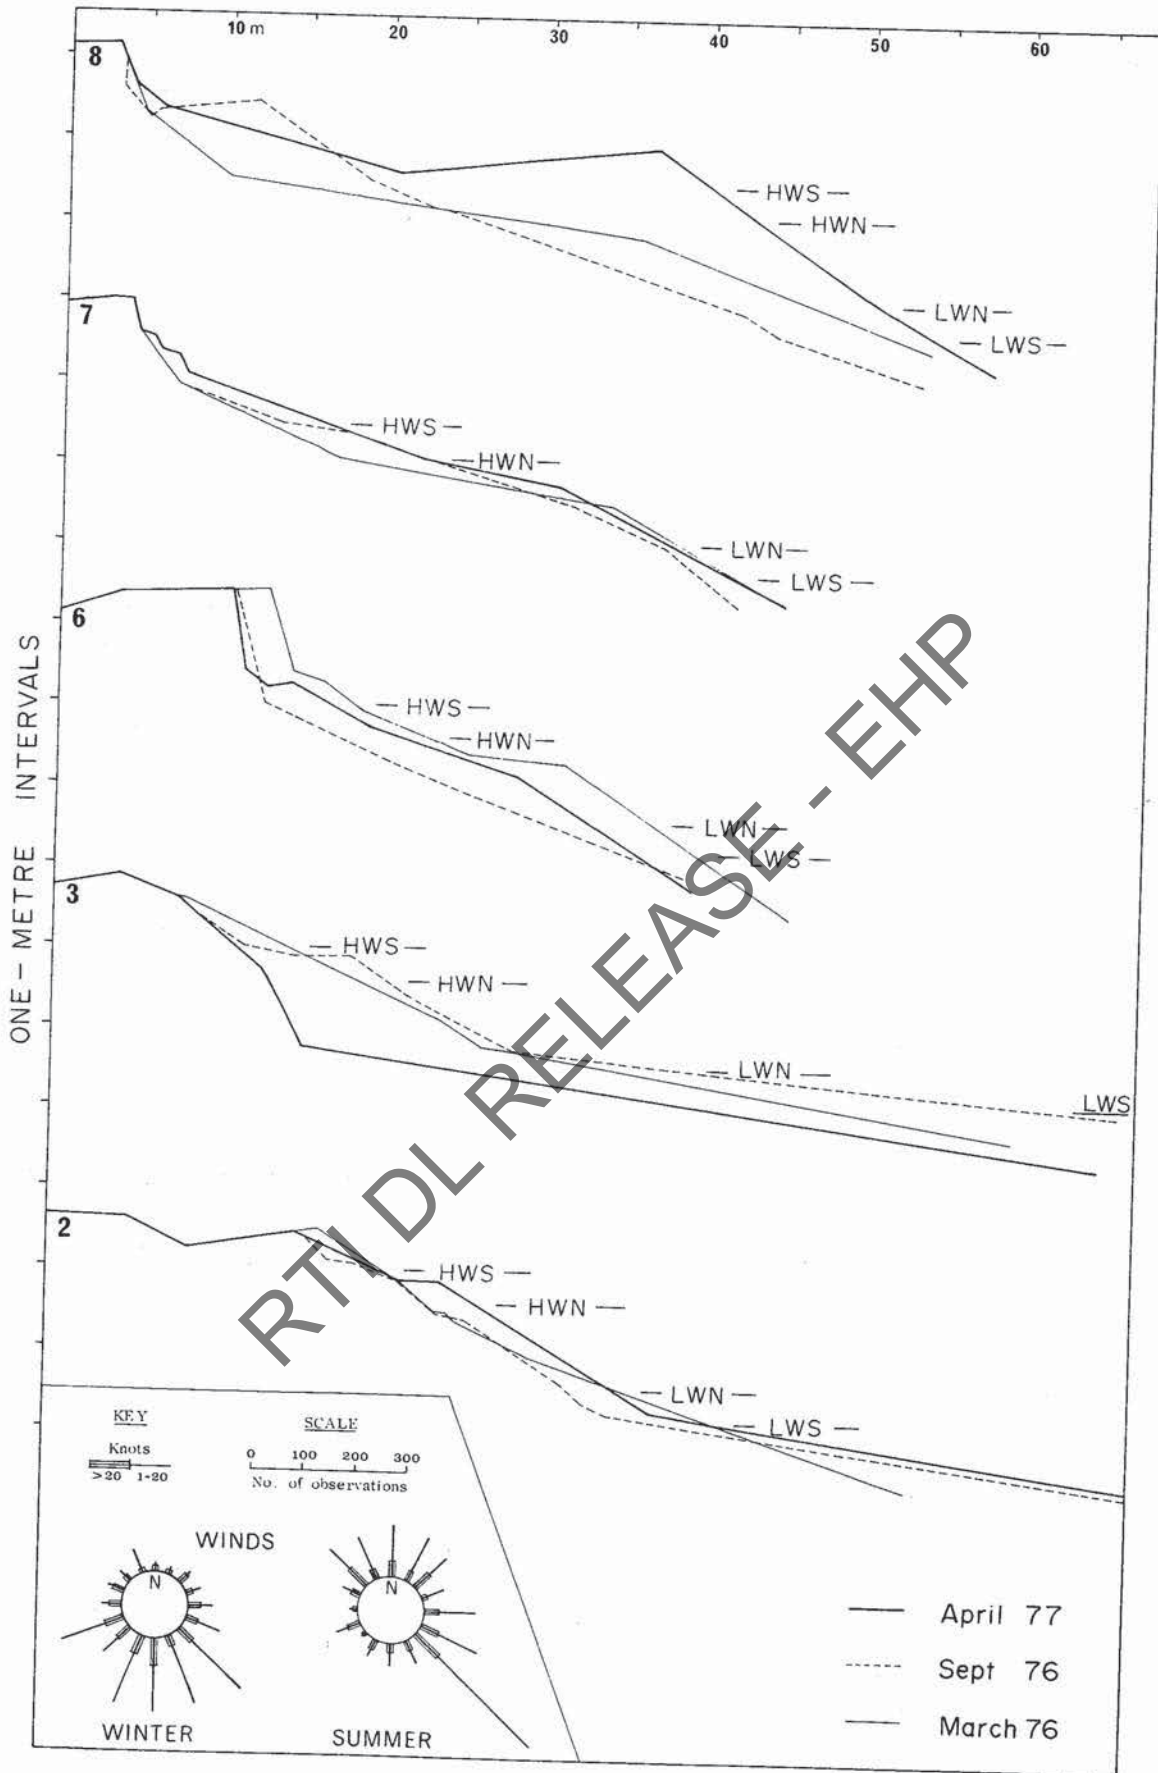 10 m 20 30 40 50 60
8
— HWS —
— HWN —
— LWN —
— LWS —
7
— HWS —
— HWN —
— LWN —
— LWS —
6
— HWS —
— HWN —
— LWN —
— LWS —
3
— HWS —
— HWN —
— LWN —
LWS
2
— HWS —
— HWN —
— LWN —
— LWS —
ONE-METRE INTERVALS
RTI DL RELEASE - EHP
KEY
Knots
>20 1-20
SCALE
0 100 200 300
No. of observations
WINDS
N
N
WINTER
SUMMER
April 77
Sept 76
March 76